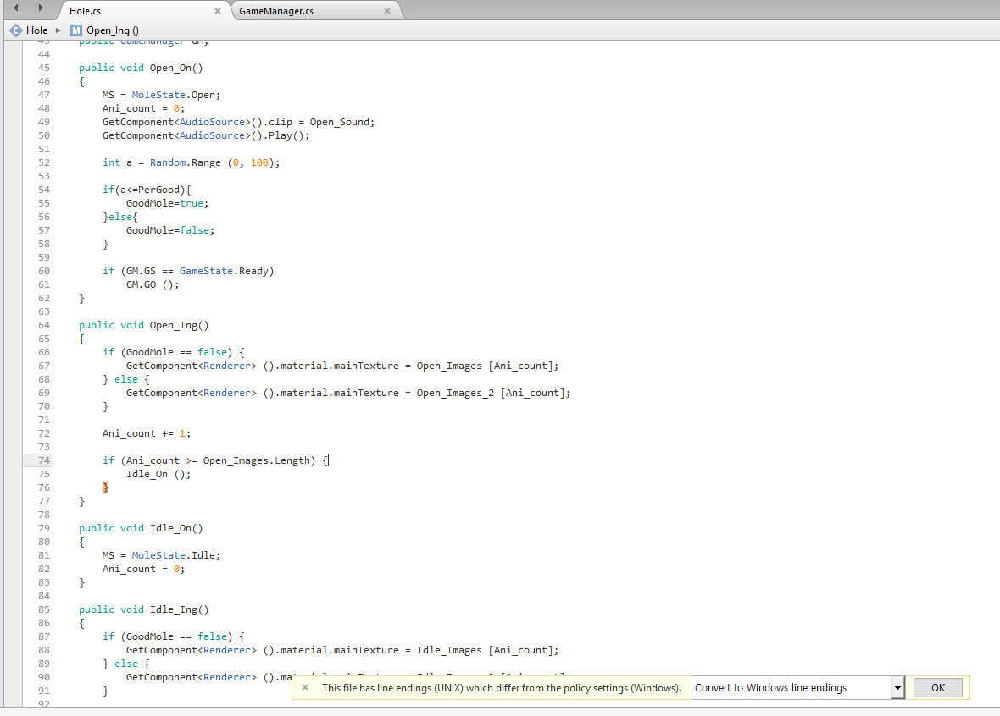 Hole.cs × GameManager.cs ×
C Hole ▸ M Open_Ing ()
43 public GameManager GM;
44
45 public void Open_On()
46 {
47 MS = MoleState.Open;
48 Ani_count = 0;
49 GetComponent<AudioSource>().clip = Open_Sound;
50 GetComponent<AudioSource>().Play();
51
52 int a = Random.Range (0, 100);
53
54 if(a<=PerGood){
55 GoodMole=true;
56 }else{
57 GoodMole=false;
58 }
59
60 if (GM.GS == GameState.Ready)
61 GM.GO ();
62 }
63
64 public void Open_Ing()
65 {
66 if (GoodMole == false) {
67 GetComponent<Renderer> ().material.mainTexture = Open_Images [Ani_count];
68 } else {
69 GetComponent<Renderer> ().material.mainTexture = Open_Images_2 [Ani_count];
70 }
71
72 Ani_count += 1;
73
74 if (Ani_count >= Open_Images.Length) {
75 Idle_On ();
76 }
77 }
78
79 public void Idle_On()
80 {
81 MS = MoleState.Idle;
82 Ani_count = 0;
83 }
84
85 public void Idle_Ing()
86 {
87 if (GoodMole == false) {
88 GetComponent<Renderer> ().material.mainTexture = Idle_Images [Ani_count];
89 } else {
90 GetComponent<Renderer> ().ma
91 }
92
× This file has line endings (UNIX) which differ from the policy settings (Windows). Convert to Windows line endings OK